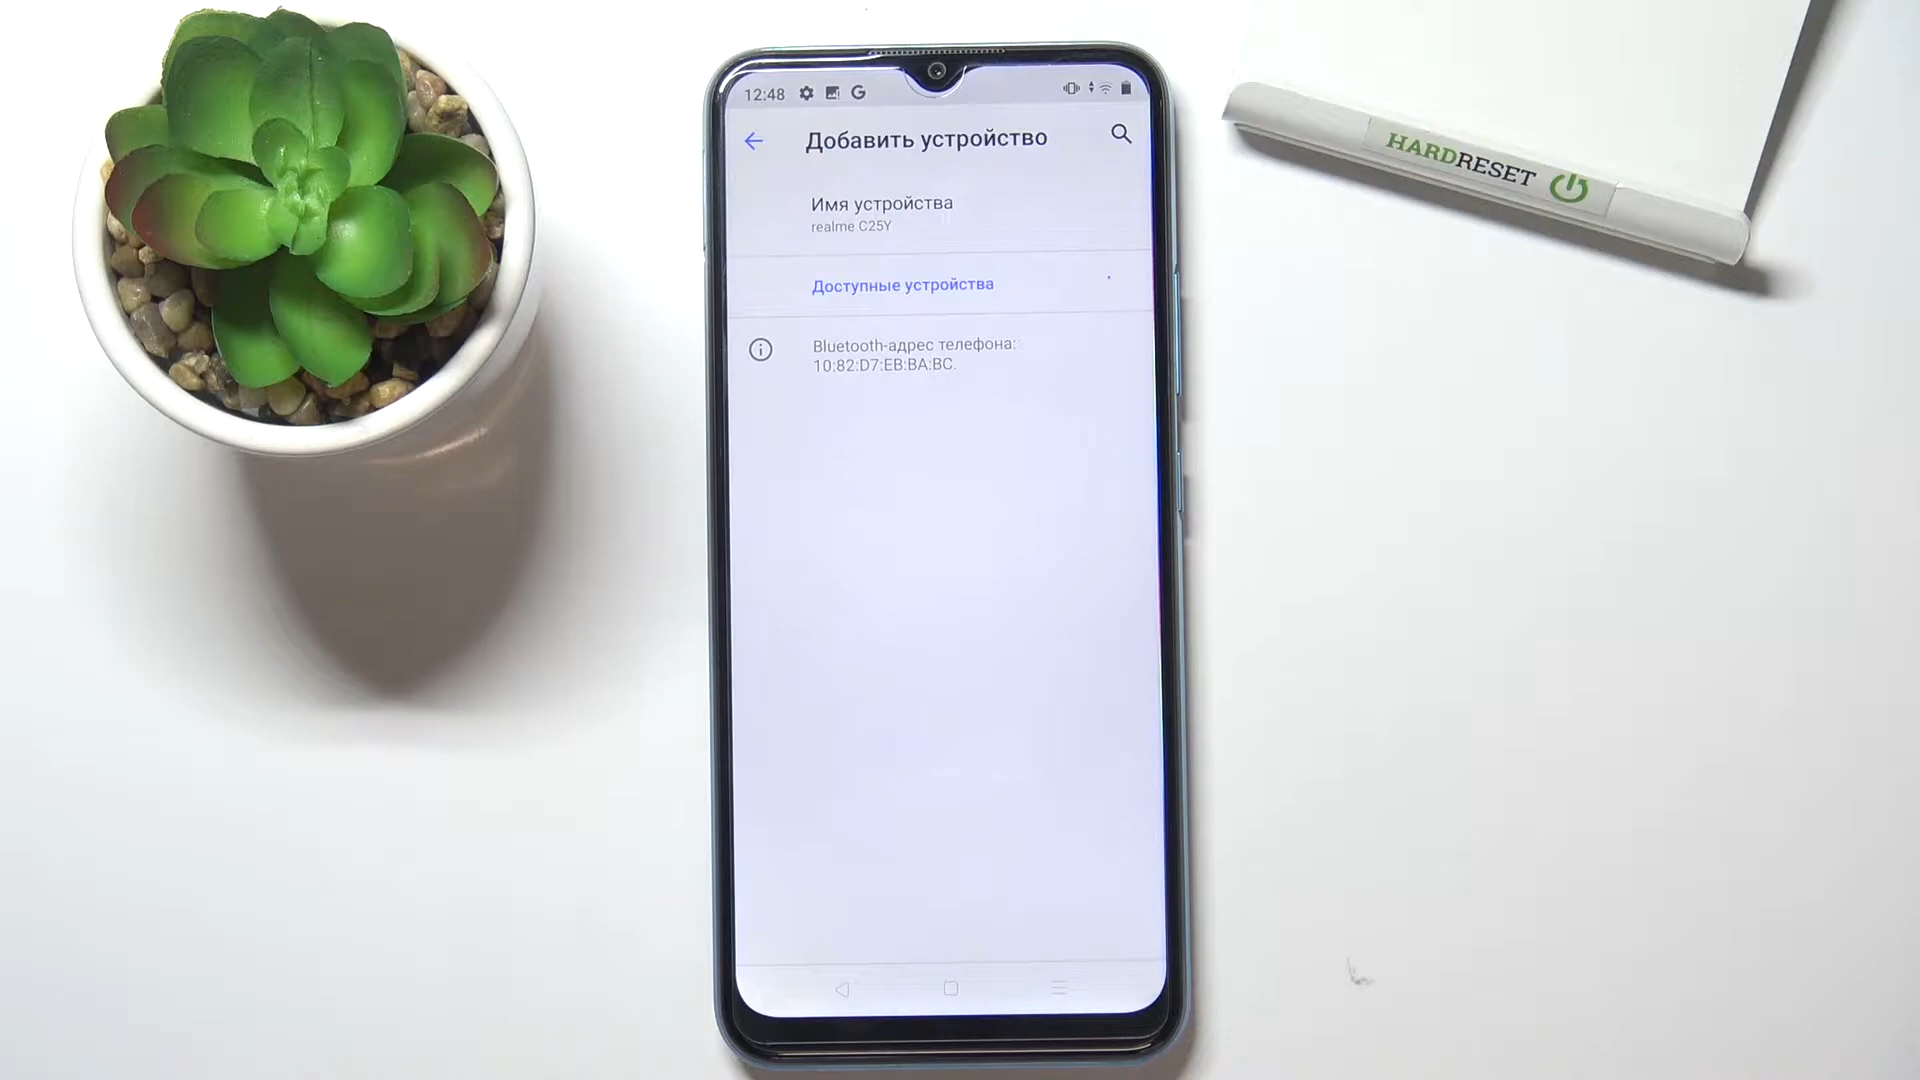 12:48
Добавить устройство
Имя устройства
realme C25Y
Доступные устройства
Bluetooth-адрес телефона:
10:82:D7:EB:BA:BC.
HARDRESET